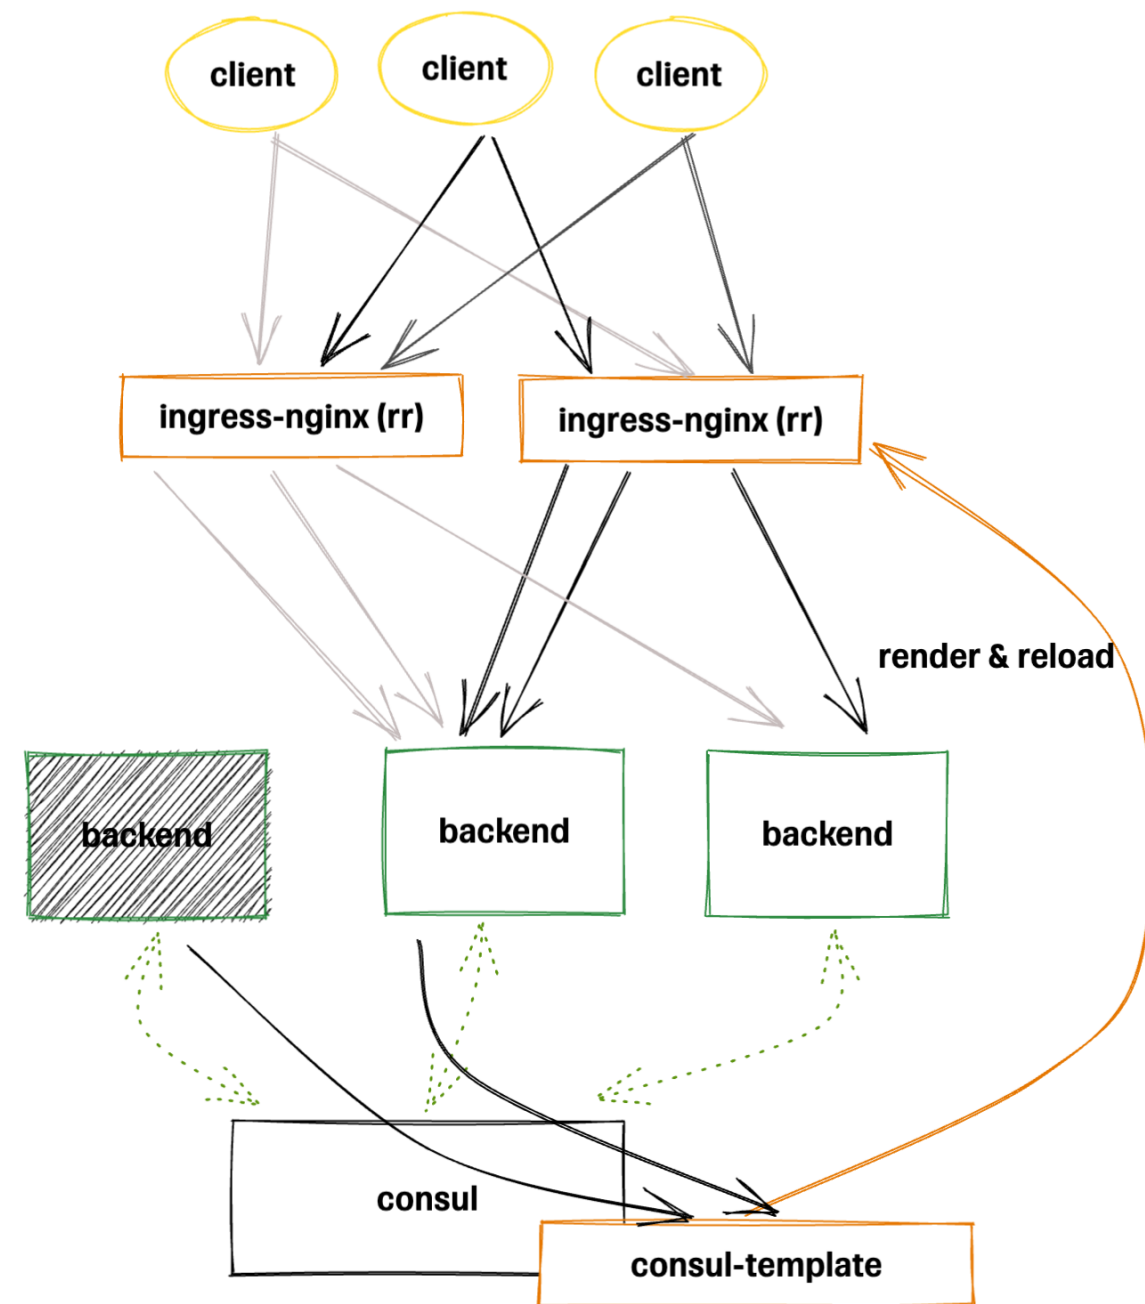 client
client
client
ingress-nginx (rr)
ingress-nginx (rr)
render & reload
backend
backend
backend
consul
consul-template